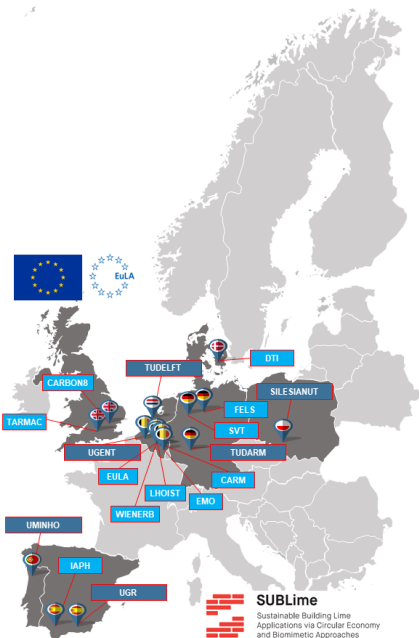 EuLA
DTI
TUDELFT
CARBON8
SILESIANUT
FELS
TARMAC
SVT
UGENT
TUDARM
EULA
CARM
LHOIST
EMO
WIENERB
UMINHO
IAPH
UGR
SUBLime
Sustainable Building Lime
Applications via Circular Economy
and Biomimetic Approaches